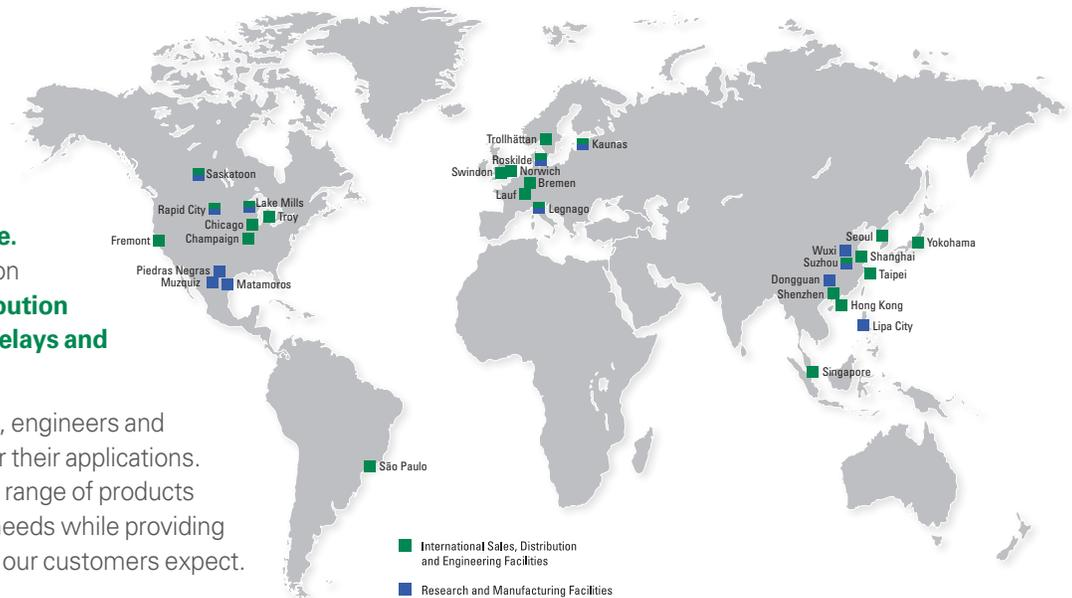 e.
on
bution
elays and
, engineers and
r their applications.
range of products
needs while providing
our customers expect.
Saskatoon
Rapid City
Lake Mills
Troy
Chicago
Fremont
Champaign
Piedras Negras
Muzquiz
Matamoros
São Paulo
Trollhättan
Kaunas
Roskilde
Swindon
Norwich
Bremen
Lauf
Legnago
Seoul
Yokohama
Wuxi
Shanghai
Suzhou
Taipei
Dongguan
Shenzhen
Hong Kong
Lipa City
Singapore
International Sales, Distribution
and Engineering Facilities
Research and Manufacturing Facilities